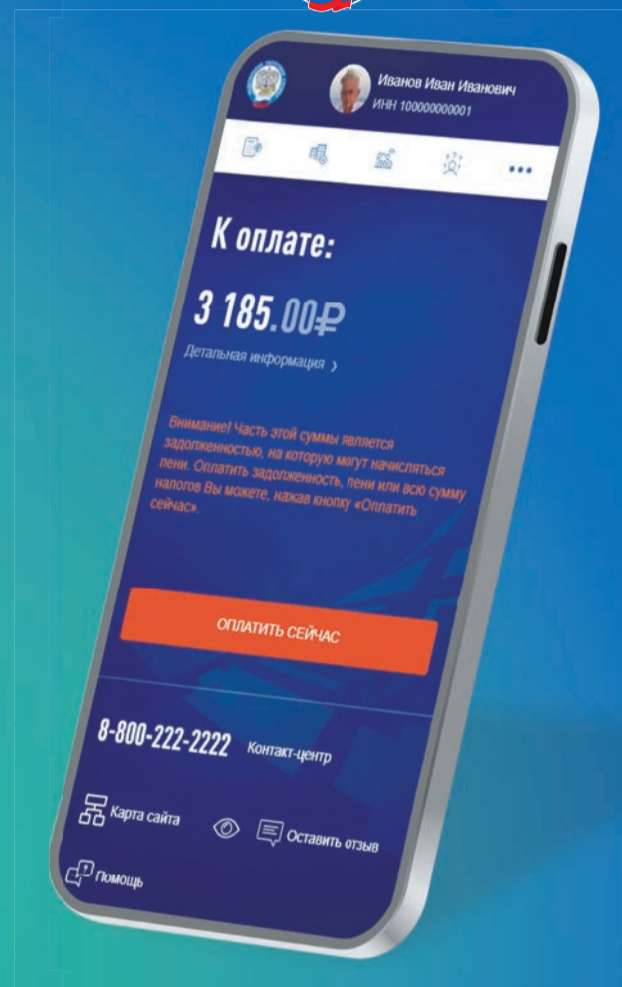 Иванов Иван Иванович
ИНН 100000000001
К оплате:
3 185.00₽
Детальная информация
Внимание! Часть этой суммы является
задолженностью, на которую могут начисляться
пени. Оплатить задолженность, пени или всю сумму
налогов Вы можете, нажав кнопку «Оплатить
сейчас».
ОПЛАТИТЬ СЕЙЧАС
8-800-222-2222 Контакт-центр
Карта сайта
Оставить отзыв
Помощь